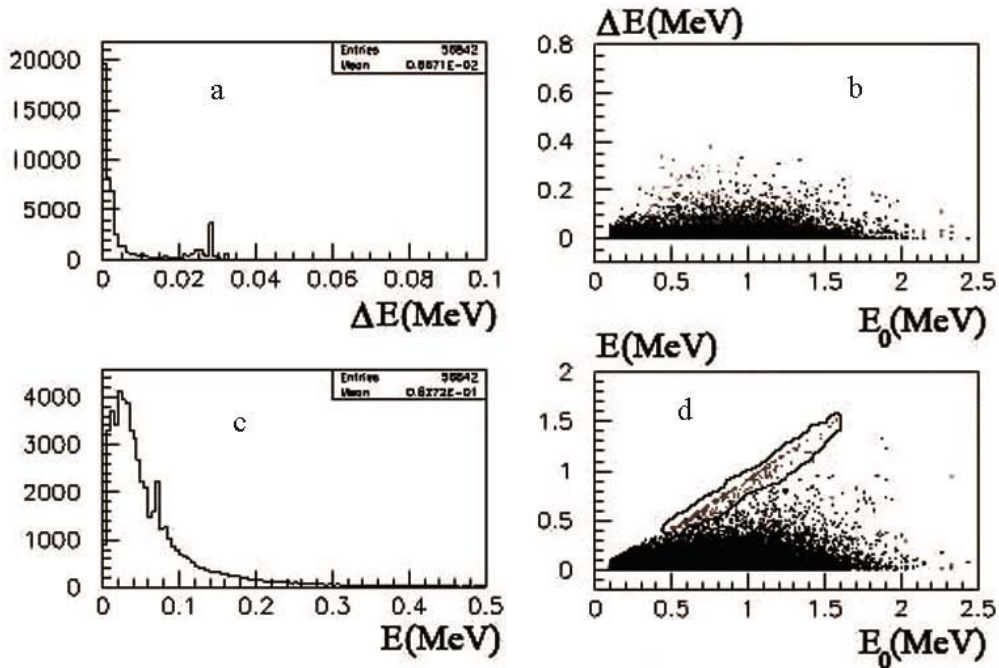 Entries 56842
Mean
a
20000
15000
10000
5000
0
0 0.02 0.04 0.06 0.08 0.1
ΔE(MeV)
ΔE(MeV)
b
0.8
0.6
0.4
0.2
0
0 0.5 1 1.5 2 2.5
E₀(MeV)
Entries 56842
Mean
c
4000
3000
2000
1000
0
0 0.1 0.2 0.3 0.4 0.5
E(MeV)
E(MeV)
d
2
1.5
1
0.5
0
0 0.5 1 1.5 2 2.5
E₀(MeV)